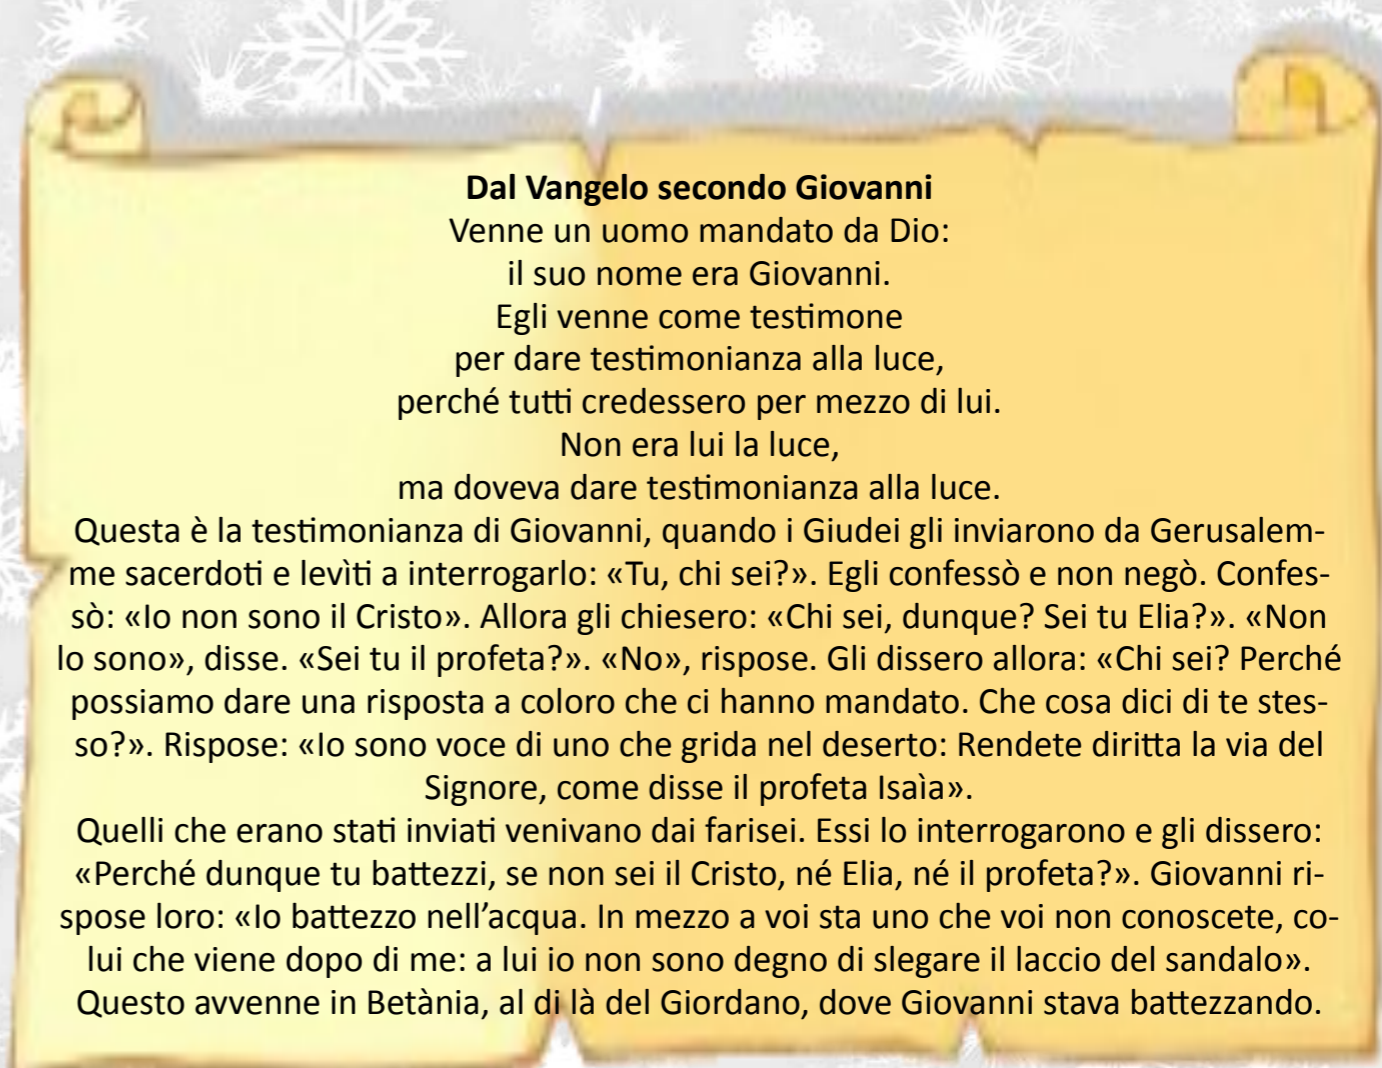 Dal Vangelo secondo Giovanni
Venne un uomo mandato da Dio:
il suo nome era Giovanni.
Egli venne come testimone
per dare testimonianza alla luce,
perché tutti credessero per mezzo di lui.
Non era lui la luce,
ma doveva dare testimonianza alla luce.
Questa è la testimonianza di Giovanni, quando i Giudei gli inviarono da Gerusalem-
me sacerdoti e levìti a interrogarlo: «Tu, chi sei?». Egli confessò e non negò. Confes-
sò: «Io non sono il Cristo». Allora gli chiesero: «Chi sei, dunque? Sei tu Elia?». «Non
lo sono», disse. «Sei tu il profeta?». «No», rispose. Gli dissero allora: «Chi sei? Perché
possiamo dare una risposta a coloro che ci hanno mandato. Che cosa dici di te stes-
so?». Rispose: «Io sono voce di uno che grida nel deserto: Rendete diritta la via del
Signore, come disse il profeta Isaìa».
Quelli che erano stati inviati venivano dai farisei. Essi lo interrogarono e gli dissero:
«Perché dunque tu battezzi, se non sei il Cristo, né Elia, né il profeta?». Giovanni ri-
spose loro: «Io battezzo nell’acqua. In mezzo a voi sta uno che voi non conoscete, co-
lui che viene dopo di me: a lui io non sono degno di slegare il laccio del sandalo».
Questo avvenne in Betània, al di là del Giordano, dove Giovanni stava battezzando.